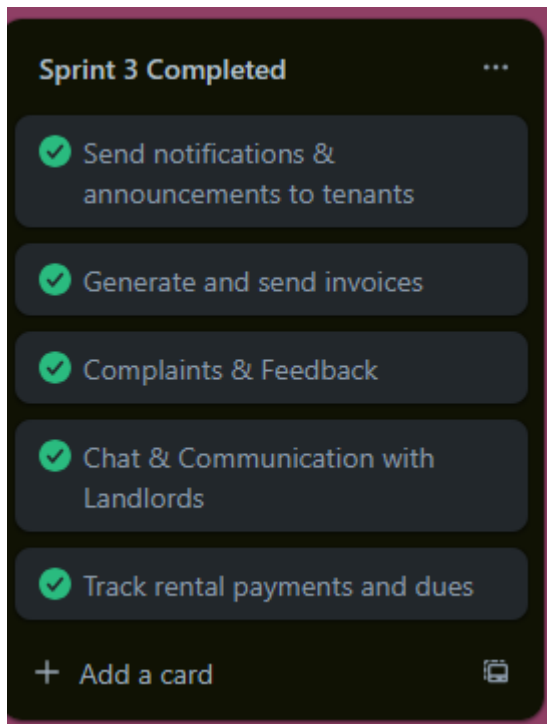 Sprint 3 Completed
Send notifications &
announcements to tenants
Generate and send invoices
Complaints & Feedback
Chat & Communication with
Landlords
Track rental payments and dues
Add a card